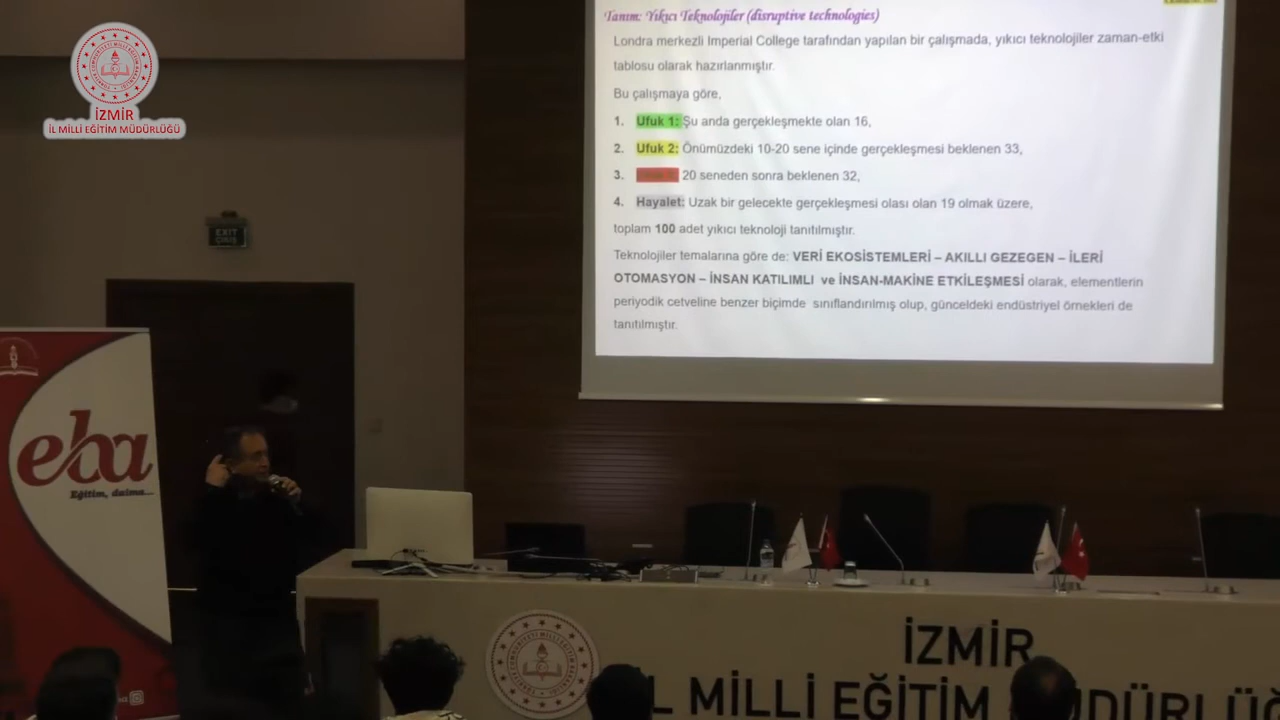 İZMİR
İL MİLLİ EĞİTİM MÜDÜRLÜĞÜ
Tanım: Yıkıcı Teknolojiler (disruptive technologies)
Londra merkezli Imperial College tarafından yapılan bir çalışmada, yıkıcı teknolojiler zaman-etki
tablosu olarak hazırlanmıştır.
Bu çalışmaya göre,
1. Ufuk 1: Şu anda gerçekleşmekte olan 16,
2. Ufuk 2: Önümüzdeki 10-20 sene içinde gerçekleşmesi beklenen 33,
3. 20 seneden sonra beklenen 32,
4. Hayalet: Uzak bir gelecekte gerçekleşmesi olası olan 19 olmak üzere,
toplam 100 adet yıkıcı teknoloji tanıtılmıştır.
Teknolojiler temalarına göre de: VERİ EKOSİSTEMLERİ – AKILLI GEZEGEN – İLERİ
OTOMASYON – İNSAN KATILIMLI ve İNSAN-MAKİNE ETKİLEŞMESİ olarak, elementlerin
periyodik cetveline benzer biçimde sınıflandırılmış olup, günceldeki endüstriyel örnekleri de
tanıtılmıştır.
EXIT
ÇIKIŞ
eba
Eğitim, daima...
İZMİR
İL MİLLİ EĞİTİM MÜDÜRLÜĞ